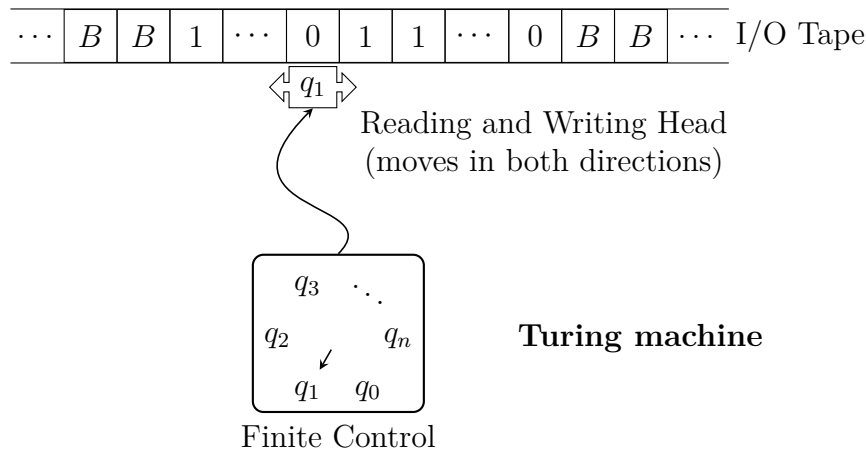 ⋯ B B 1 ⋯ 0 1 1 ⋯ 0 B B ⋯ I/O Tape
q₁
Reading and Writing Head
(moves in both directions)
q₃ ⋱
q₂ qₙ
Turing machine
q₁ q₀
Finite Control